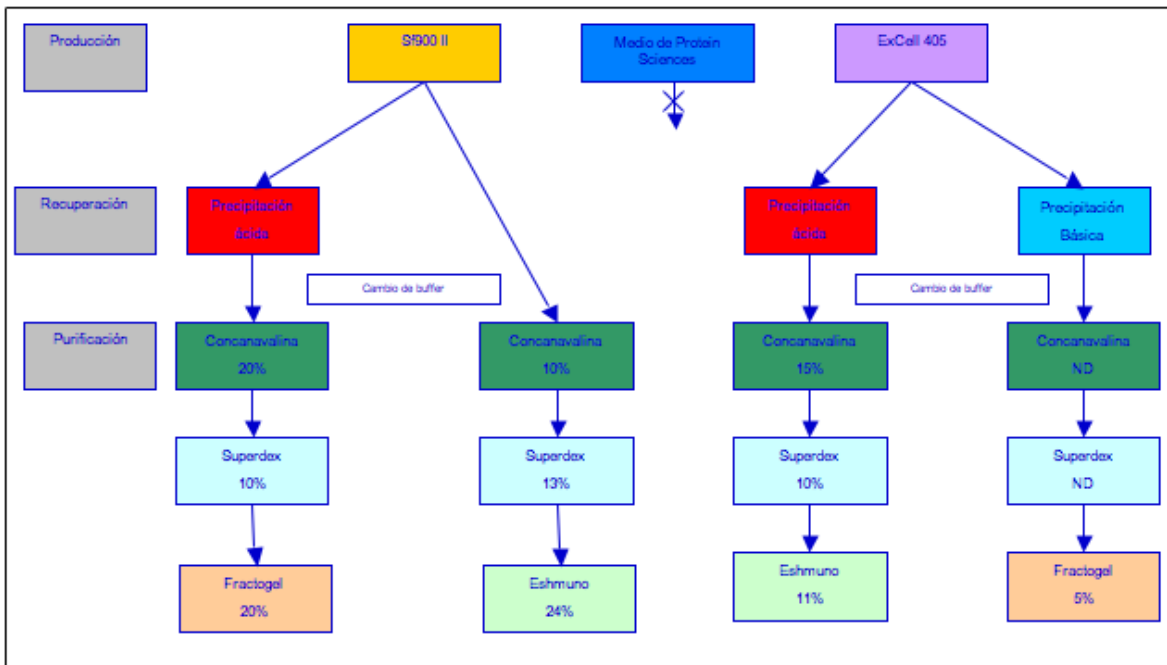 Producción
Sf900 II
Medio de Protein
Sciences
ExCell 405
Recuperación
Precipitación
ácida
Precipitación
ácida
Precipitación
Básica
Cambio de buffer
Cambio de buffer
Purificación
Concanavalina
20%
Concanavalina
10%
Concanavalina
15%
Concanavalina
ND
Superdex
10%
Superdex
13%
Superdex
10%
Superdex
ND
Fractogel
20%
Eshmuno
24%
Eshmuno
11%
Fractogel
5%